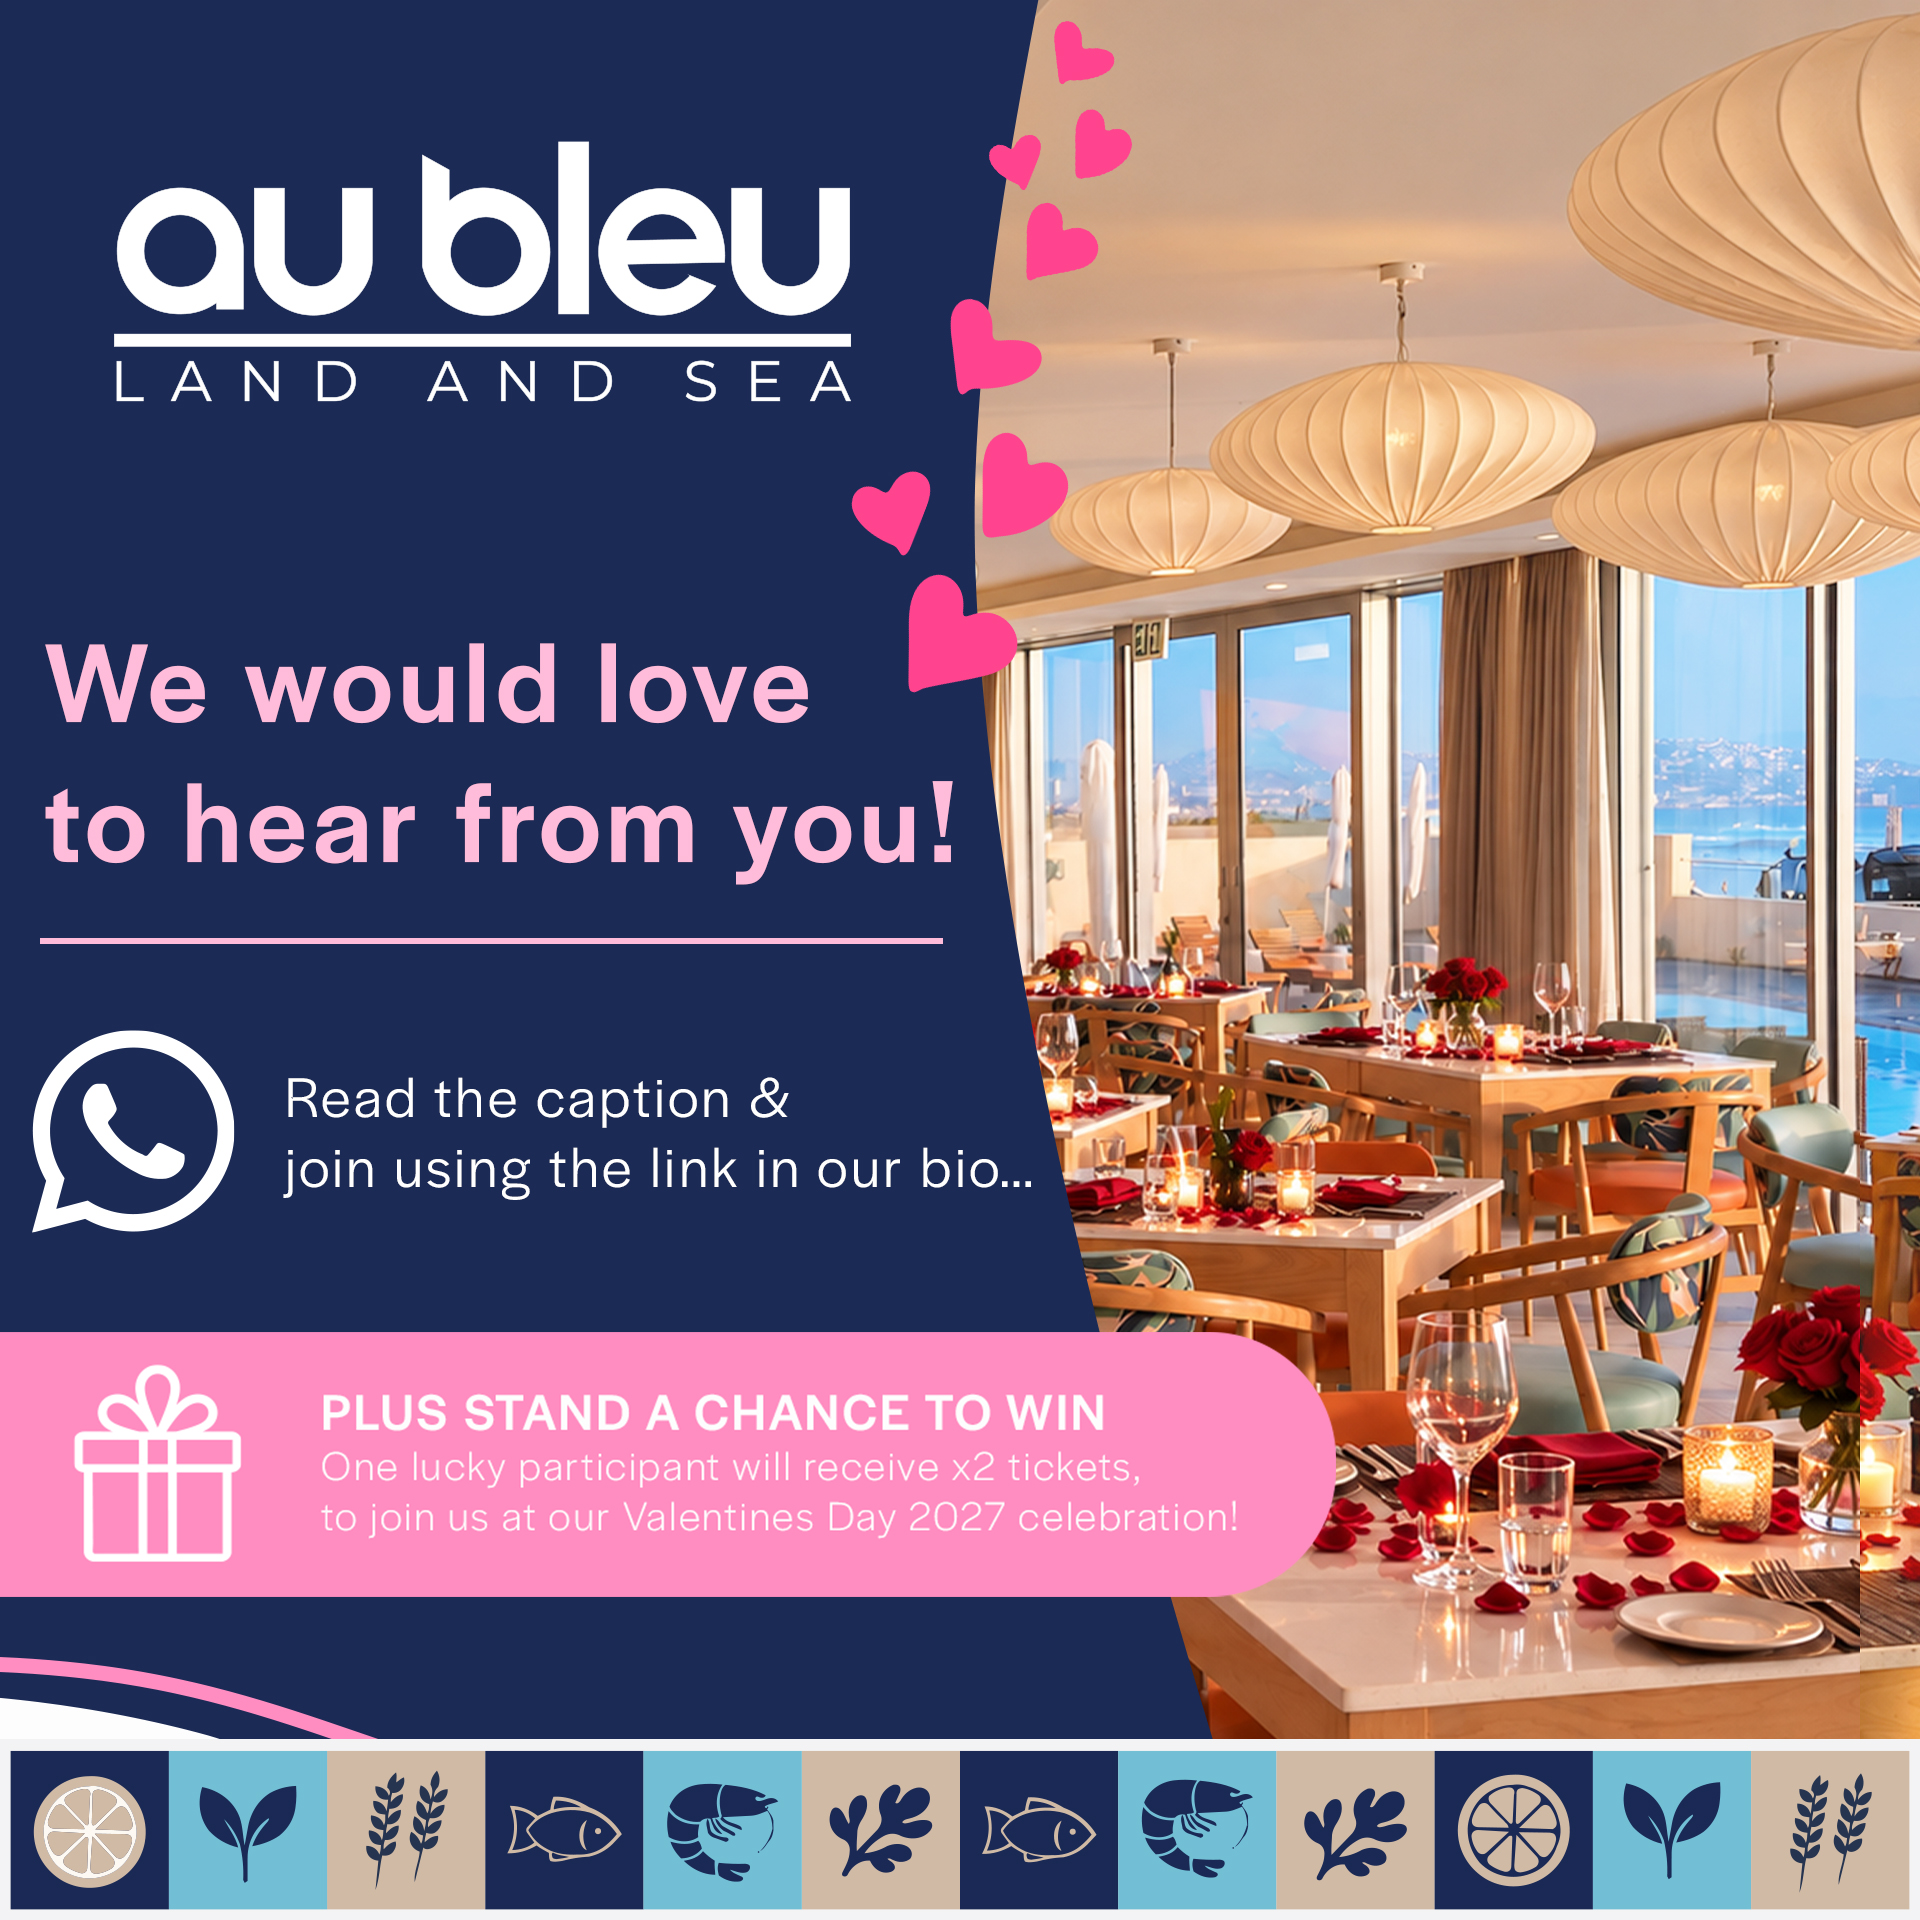 au bleu
LAND AND SEA
We would love
to hear from you!
Read the caption &
join using the link in our bio...
PLUS STAND A CHANCE TO WIN
One lucky participant will receive x2 tickets,
to join us at our Valentines Day 2027 celebration!